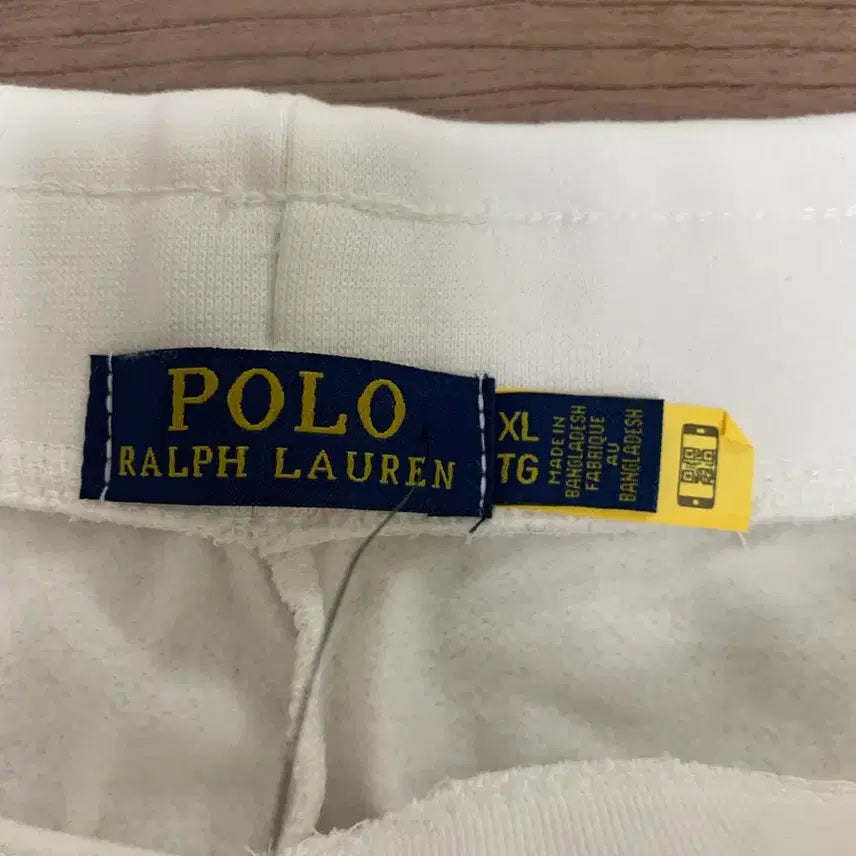 POLO
RALPH LAUREN
XL
TG
MADE IN
BANGLADESH
FABRIQUE
AU
BANGLADESH